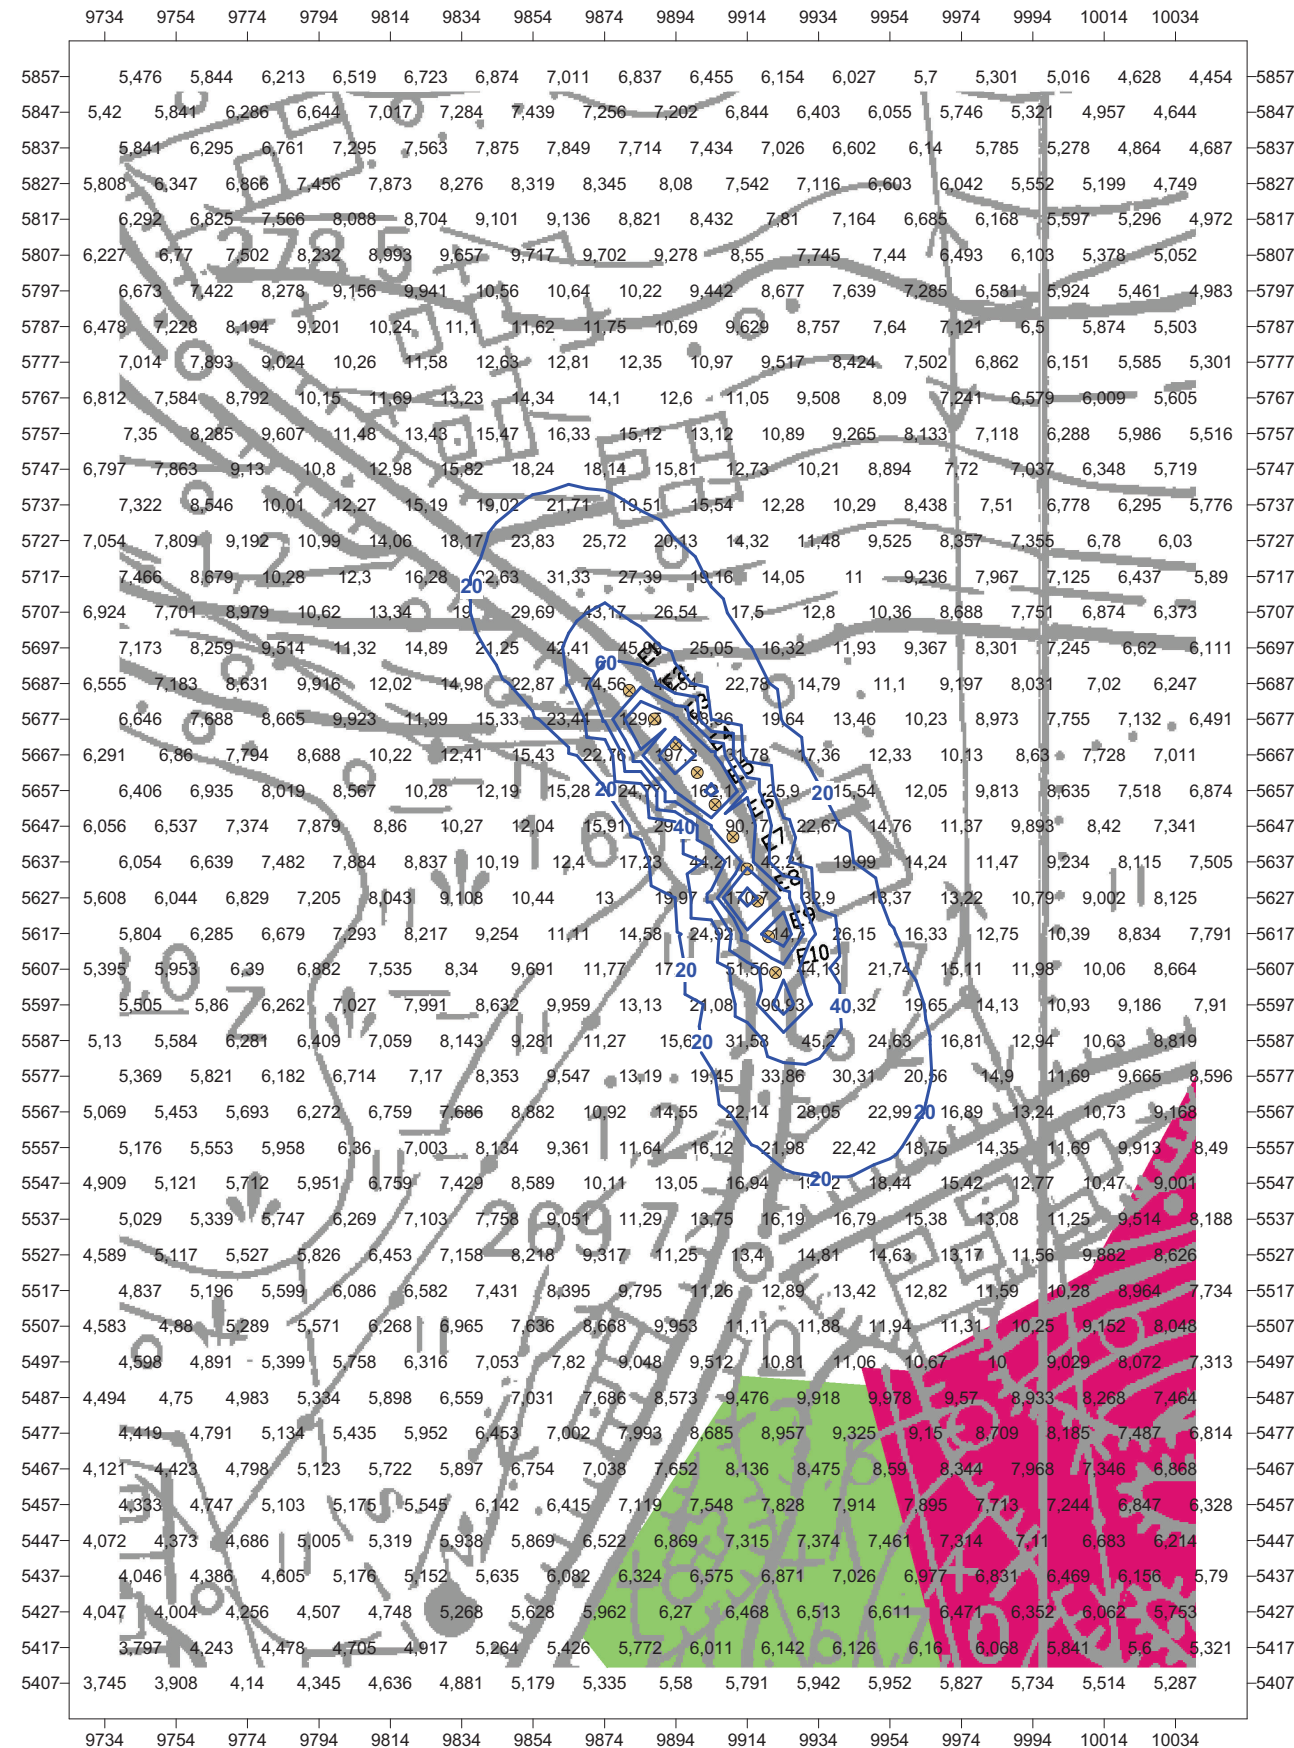 9734 9754 9774 9794 9814 9834 9854 9874 9894 9914 9934 9954 9974 9994 10014 10034
5857 5,476 5,844 6,213 6,519 6,723 6,874 7,011 6,837 6,455 6,154 6,027 5,7 5,301 5,016 4,628 4,454 5857
5847 5,42 5,841 6,286 6,644 7,017 7,284 7,439 7,256 7,202 6,844 6,403 6,055 5,746 5,321 4,957 4,644 5847
5837 5,841 6,295 6,761 7,295 7,563 7,875 7,849 7,714 7,434 7,026 6,602 6,14 5,785 5,278 4,864 4,687 5837
5827 5,808 6,347 6,866 7,456 7,873 8,276 8,319 8,345 8,08 7,542 7,116 6,603 6,042 5,552 5,199 4,749 5827
5817 6,292 6,825 7,566 8,088 8,704 9,101 9,136 8,821 8,432 7,81 7,164 6,685 6,168 5,597 5,296 4,972 5817
278,5
5807 6,227 6,77 7,502 8,232 8,993 9,657 9,717 9,702 9,278 8,55 7,745 7,44 6,493 6,103 5,378 5,052 5807
5797 6,673 7,422 8,278 9,156 9,941 10,56 10,64 10,22 9,442 8,677 7,639 7,285 6,581 5,924 5,461 4,983 5797
5787 6,478 7,228 8,194 9,201 10,24 11,1 11,62 11,75 10,69 9,629 8,757 7,64 7,121 6,5 5,874 5,503 5787
5777 7,014 7,893 9,024 10,26 11,58 12,63 12,81 12,35 10,97 9,517 8,424 7,502 6,862 6,151 5,585 5,301 5777
5767 6,812 7,584 8,792 10,15 11,69 13,23 14,34 14,1 12,6 11,05 9,508 8,09 7,241 6,579 6,009 5,605 5767
5757 7,35 8,285 9,607 11,48 13,43 15,47 16,33 15,12 13,12 10,89 9,265 8,133 7,118 6,288 5,986 5,516 5757
5747 6,797 7,863 9,13 10,8 12,98 15,82 18,24 18,14 15,81 12,73 10,21 8,894 7,72 7,037 6,348 5,719 5747
5737 7,322 8,546 10,01 12,27 15,19 19,02 21,71 19,51 15,54 12,28 10,29 8,438 7,51 6,778 6,295 5,776 5737
5727 7,054 7,809 9,192 10,99 14,06 18,17 23,83 25,72 20,13 14,32 11,48 9,525 8,357 7,355 6,78 6,03 5727
5717 7,466 8,679 10,28 12,3 16,28 22,63 31,33 27,39 19,16 14,05 11 9,236 7,967 7,125 6,437 5,89 5717
20
5707 6,924 7,701 8,979 10,62 13,34 19 29,69 43,17 26,54 17,5 12,8 10,36 8,688 7,751 6,874 6,373 5707
5697 7,173 8,259 9,514 11,32 14,89 21,25 42,41 25,05 16,32 11,93 9,367 8,301 7,245 6,62 6,111 5697
60 E1
5687 6,555 7,183 8,631 9,916 12,02 14,98 22,87 74,56 E2 22,78 14,79 11,1 9,197 8,031 7,02 6,247 5687
5677 6,646 7,688 8,665 9,923 11,99 15,33 23,44 129 E3 19,64 13,46 10,23 8,973 7,755 7,132 6,491 5677
5667 6,291 6,86 7,794 8,688 10,22 12,41 15,43 22,76 197,2 E4 17,36 12,33 10,13 8,63 7,728 7,011 5667
E5
5657 6,406 6,935 8,019 8,567 10,28 12,19 15,28 20 25,9 20 15,54 12,05 9,813 8,635 7,518 6,874 5657
E6
5647 6,056 6,537 7,374 7,879 8,86 10,27 12,04 15,91 40 90,17 22,67 14,76 11,37 9,893 8,42 7,341 5647
E7
5637 6,054 6,639 7,482 7,884 8,837 10,19 12,4 17,23 44,21 42,21 19,99 14,24 11,47 9,234 8,115 7,505 5637
E8
5627 5,608 6,044 6,829 7,205 8,043 9,108 10,44 13 19,97 32,9 18,37 13,22 10,79 9,002 8,125 5627
E9
5617 5,804 6,285 6,679 7,293 8,217 9,254 11,11 14,58 24,92 26,15 16,33 12,75 10,39 8,834 7,791 5617
E10
5607 5,395 5,953 6,39 6,882 7,535 8,34 9,691 11,77 20 51,56 44,13 21,74 15,11 11,98 10,06 8,664 5607
5597 5,505 5,86 6,262 7,027 7,991 8,632 9,959 13,13 21,08 90,93 40 19,65 14,13 10,93 9,186 7,91 5597
5587 5,13 5,584 6,281 6,409 7,059 8,143 9,281 11,27 20 31,58 45,2 24,63 16,81 12,94 10,63 8,819 5587
5577 5,369 5,821 6,182 6,714 7,17 8,353 9,547 13,19 19,45 33,86 30,31 20,56 14,9 11,69 9,665 8,596 5577
5567 5,069 5,453 5,693 6,272 6,759 7,686 8,882 10,92 14,55 22,14 28,05 22,99 20 16,89 13,24 10,73 9,168 5567
5557 5,176 5,553 5,958 6,36 7,003 8,134 9,361 11,64 16,12 21,98 22,42 18,75 14,35 11,69 9,913 8,49 5557
5547 4,909 5,121 5,712 5,951 6,759 7,429 8,589 10,11 13,05 16,94 20 18,44 15,42 12,77 10,47 9,001 5547
5537 5,029 5,339 5,747 6,269 7,103 7,758 9,051 11,29 13,75 16,19 16,79 15,38 13,08 11,25 9,514 8,188 5537
269,7
5527 4,589 5,117 5,527 5,826 6,453 7,158 8,218 9,317 11,25 13,4 14,81 14,63 13,17 11,56 9,882 8,626 5527
5517 4,837 5,196 5,599 6,086 6,582 7,431 8,395 9,795 11,26 12,89 13,42 12,82 11,59 10,28 8,964 7,734 5517
5507 4,583 4,88 5,289 5,571 6,268 6,965 7,636 8,668 9,953 11,11 11,88 11,94 11,31 10,25 9,152 8,048 5507
5497 4,598 4,891 5,399 5,758 6,316 7,053 7,82 9,048 9,512 10,81 11,06 10,67 10 9,029 8,072 7,313 5497
5487 4,494 4,75 4,983 5,334 5,898 6,559 7,031 7,686 8,573 9,476 9,918 9,978 9,57 8,933 8,268 7,464 5487
5477 4,419 4,791 5,134 5,435 5,952 6,453 7,002 7,993 8,685 8,957 9,325 9,15 8,709 8,185 7,487 6,814 5477
5467 4,121 4,423 4,798 5,123 5,722 5,897 6,754 7,038 7,652 8,136 8,475 8,59 8,344 7,968 7,346 6,868 5467
5457 4,333 4,747 5,103 5,175 5,545 6,142 6,415 7,119 7,548 7,828 7,914 7,895 7,713 7,244 6,847 6,328 5457
5447 4,072 4,373 4,686 5,005 5,319 5,938 5,869 6,522 6,869 7,315 7,374 7,461 7,314 7,11 6,683 6,214 5447
5437 4,046 4,386 4,605 5,176 5,152 5,635 6,082 6,324 6,575 6,871 7,026 6,977 6,831 6,469 6,156 5,79 5437
5427 4,047 4,004 4,256 4,507 4,748 5,268 5,628 5,962 6,27 6,468 6,513 6,611 6,471 6,352 6,062 5,753 5427
5417 3,797 4,243 4,478 4,705 4,917 5,264 5,426 5,772 6,011 6,142 6,126 6,16 6,068 5,841 5,6 5,321 5417
5407 3,745 3,908 4,14 4,345 4,636 4,881 5,179 5,335 5,58 5,791 5,942 5,952 5,827 5,734 5,514 5,287 5407
9734 9754 9774 9794 9814 9834 9854 9874 9894 9914 9934 9954 9974 9994 10014 10034